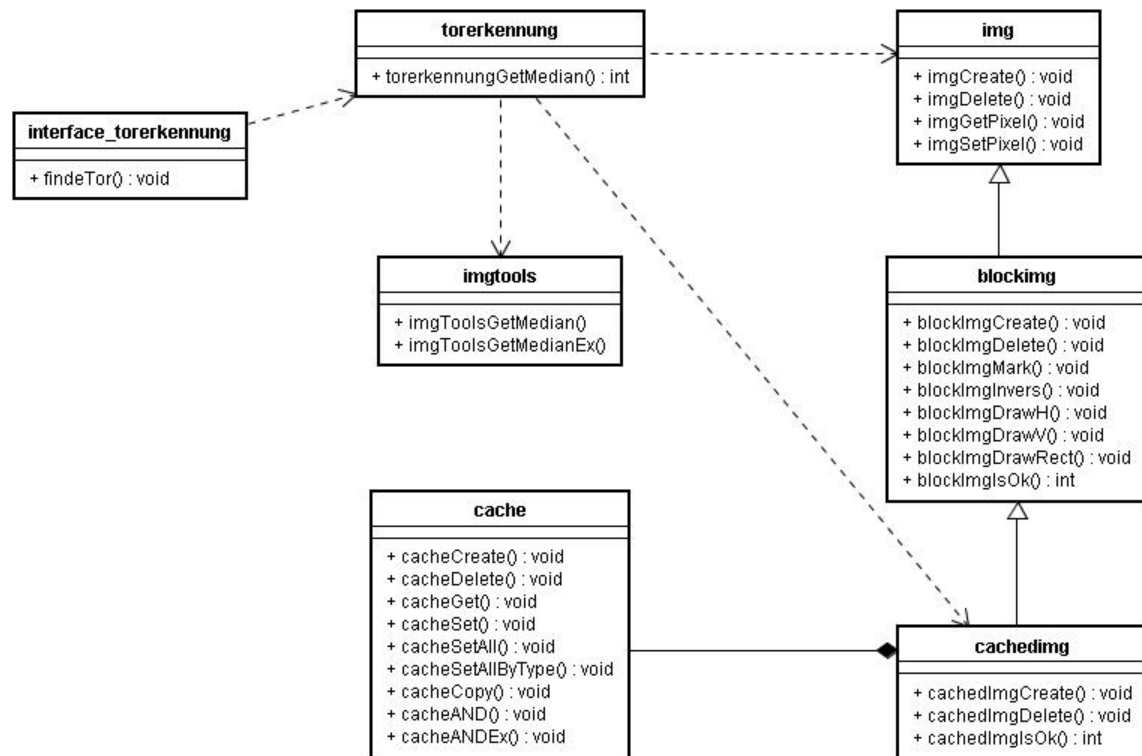 torerkennung
+ torerkennungGetMedian() : int
img
+ imgCreate() : void
+ imgDelete() : void
+ imgGetPixel() : void
+ imgSetPixel() : void
interface_torerkennung
+ findeTor() : void
imgtools
+ imgToolsGetMedian()
+ imgToolsGetMedianEx()
blockimg
+ blockImgCreate() : void
+ blockImgDelete() : void
+ blockImgMark() : void
+ blockImgInvers() : void
+ blockImgDrawH() : void
+ blockImgDrawV() : void
+ blockImgDrawRect() : void
+ blockImgIsOk() : int
cache
+ cacheCreate() : void
+ cacheDelete() : void
+ cacheGet() : void
+ cacheSet() : void
+ cacheSetAll() : void
+ cacheSetAllByType() : void
+ cacheCopy() : void
+ cacheAND() : void
+ cacheANDEx() : void
cachedimg
+ cachedImgCreate() : void
+ cachedImgDelete() : void
+ cachedImgIsOk() : int